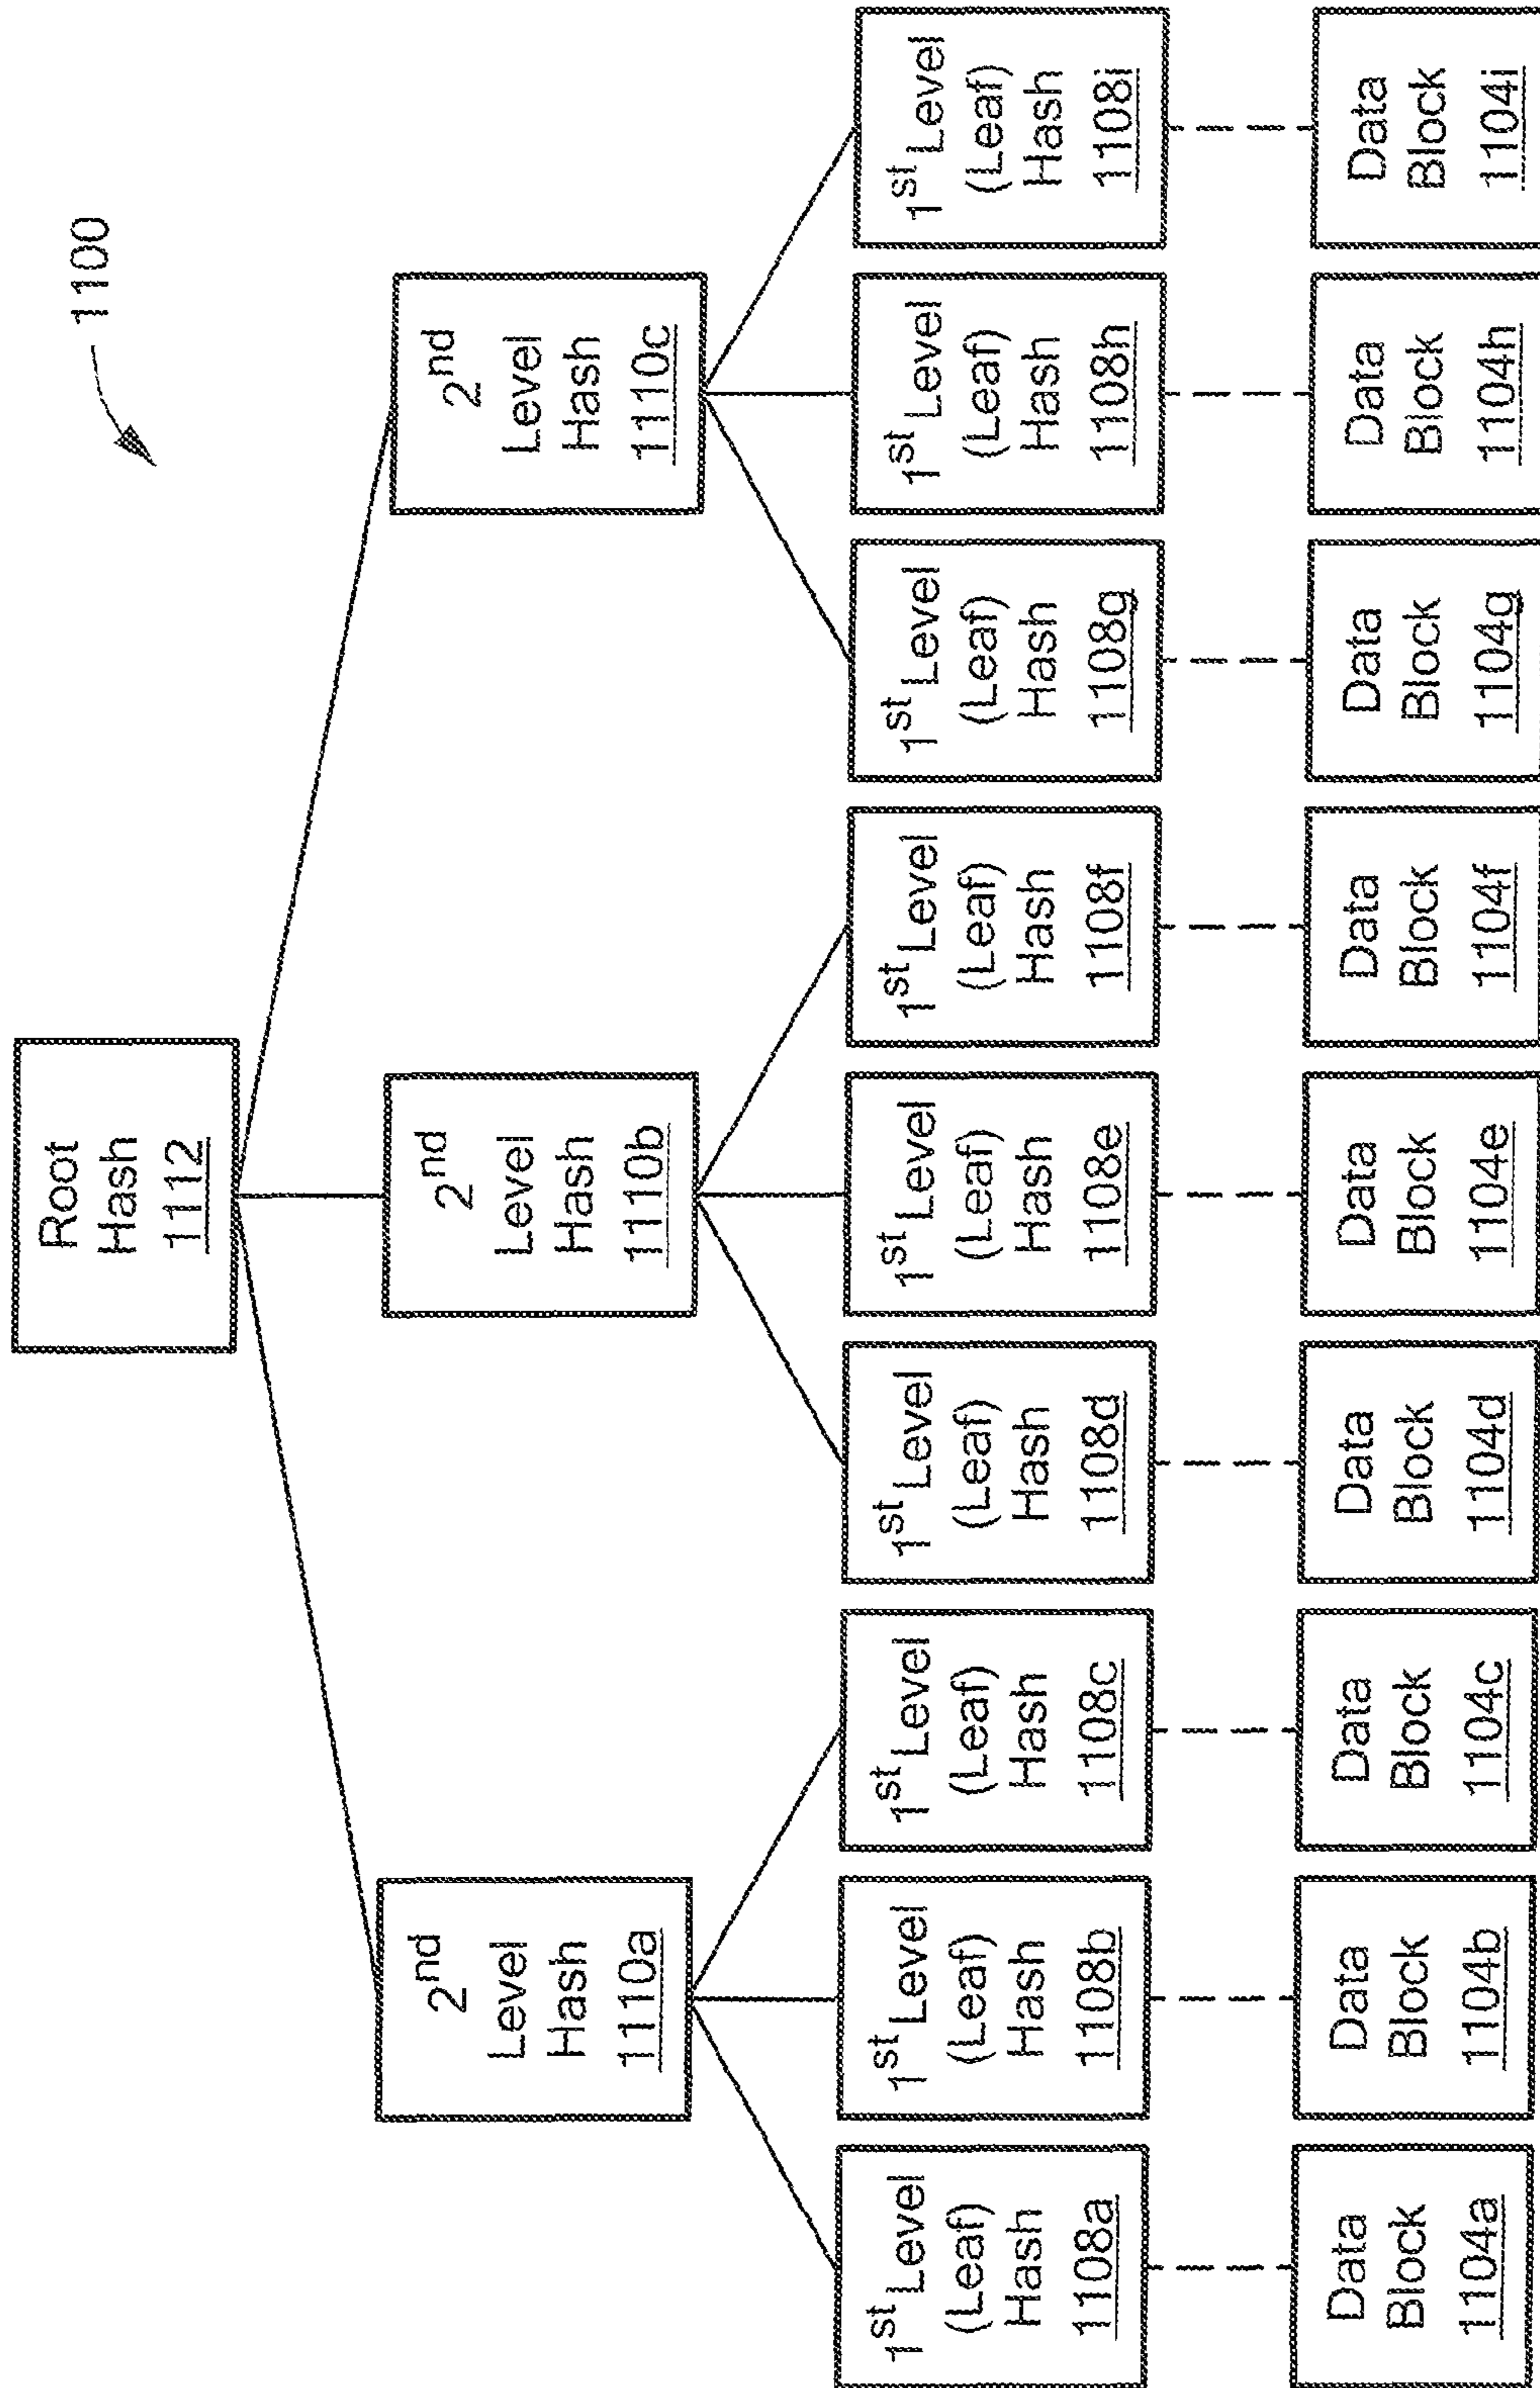 1100
Root
Hash
1112
2nd
Level
Hash
1110a
2nd
Level
Hash
1110b
2nd
Level
Hash
1110c
1st Level
(Leaf)
Hash
1108a
1st Level
(Leaf)
Hash
1108b
1st Level
(Leaf)
Hash
1108c
1st Level
(Leaf)
Hash
1108d
1st Level
(Leaf)
Hash
1108e
1st Level
(Leaf)
Hash
1108f
1st Level
(Leaf)
Hash
1108g
1st Level
(Leaf)
Hash
1108h
1st Level
(Leaf)
Hash
1108i
Data
Block
1104a
Data
Block
1104b
Data
Block
1104c
Data
Block
1104d
Data
Block
1104e
Data
Block
1104f
Data
Block
1104g
Data
Block
1104h
Data
Block
1104i